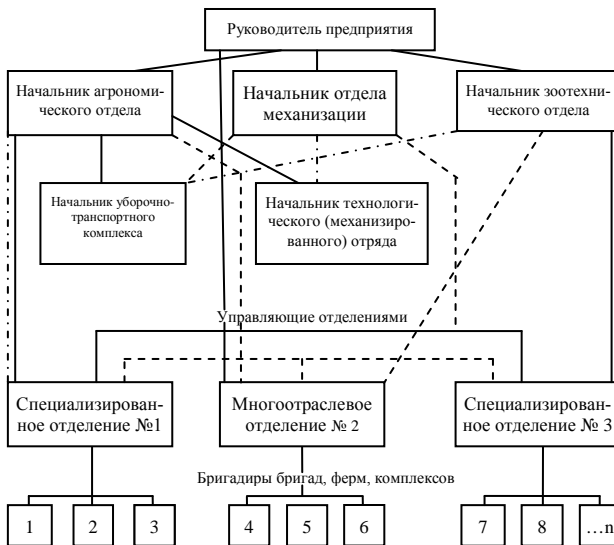 Руководитель предприятия
Начальник агрономи-
ческого отдела
Начальник отдела
механизации
Начальник зоотехни-
ческого отдела
Начальник уборочно-
транспортного
комплекса
Начальник технологи-
ческого (механизиро-
ванного) отряда
Управляющие отделениями
Специализирован-
ное отделение №1
Многоотраслевое
отделение № 2
Специализирован-
ное отделение № 3
Бригадиры бригад, ферм, комплексов
1
2
3
4
5
6
7
8
...n